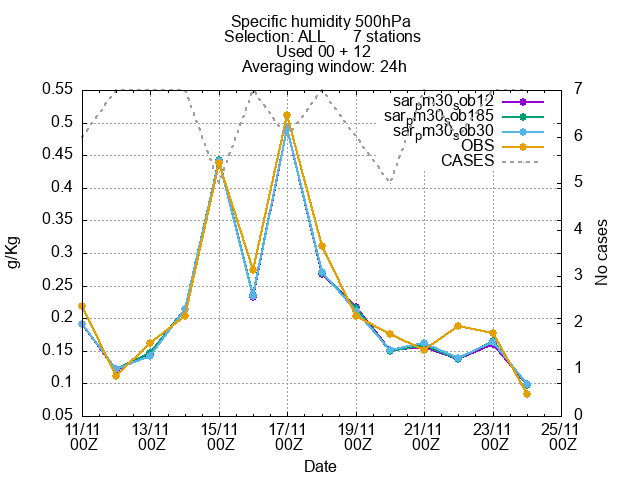 Specific humidity 500hPa
Selection: ALL 7 stations
Used 00 + 12
Averaging window: 24h
0.55
0.5
0.45
0.4
0.35
0.3
0.25
0.2
0.15
0.1
0.05
g/Kg
7
6
5
4
3
2
1
0
No cases
sarpm30sob12
sarpm30sob185
sarpm30sob30
OBS
CASES
11/11 13/11 15/11 17/11 19/11 21/11 23/11 25/11
00Z 00Z 00Z 00Z 00Z 00Z 00Z 00Z
Date